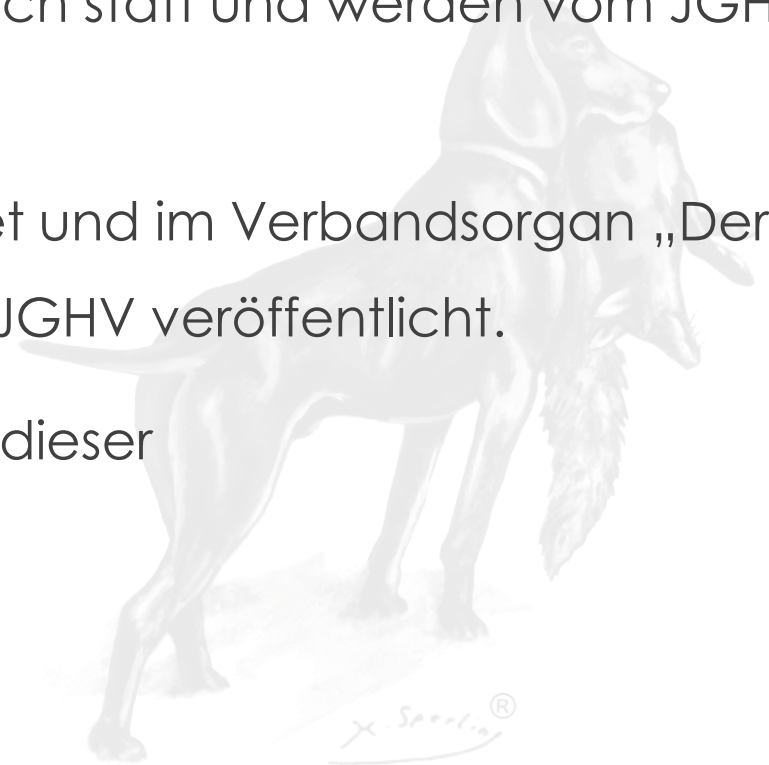 ch statt und werden vom JGH
et und im Verbandsorgan „Der
JGHV veröffentlicht.
dieser
®